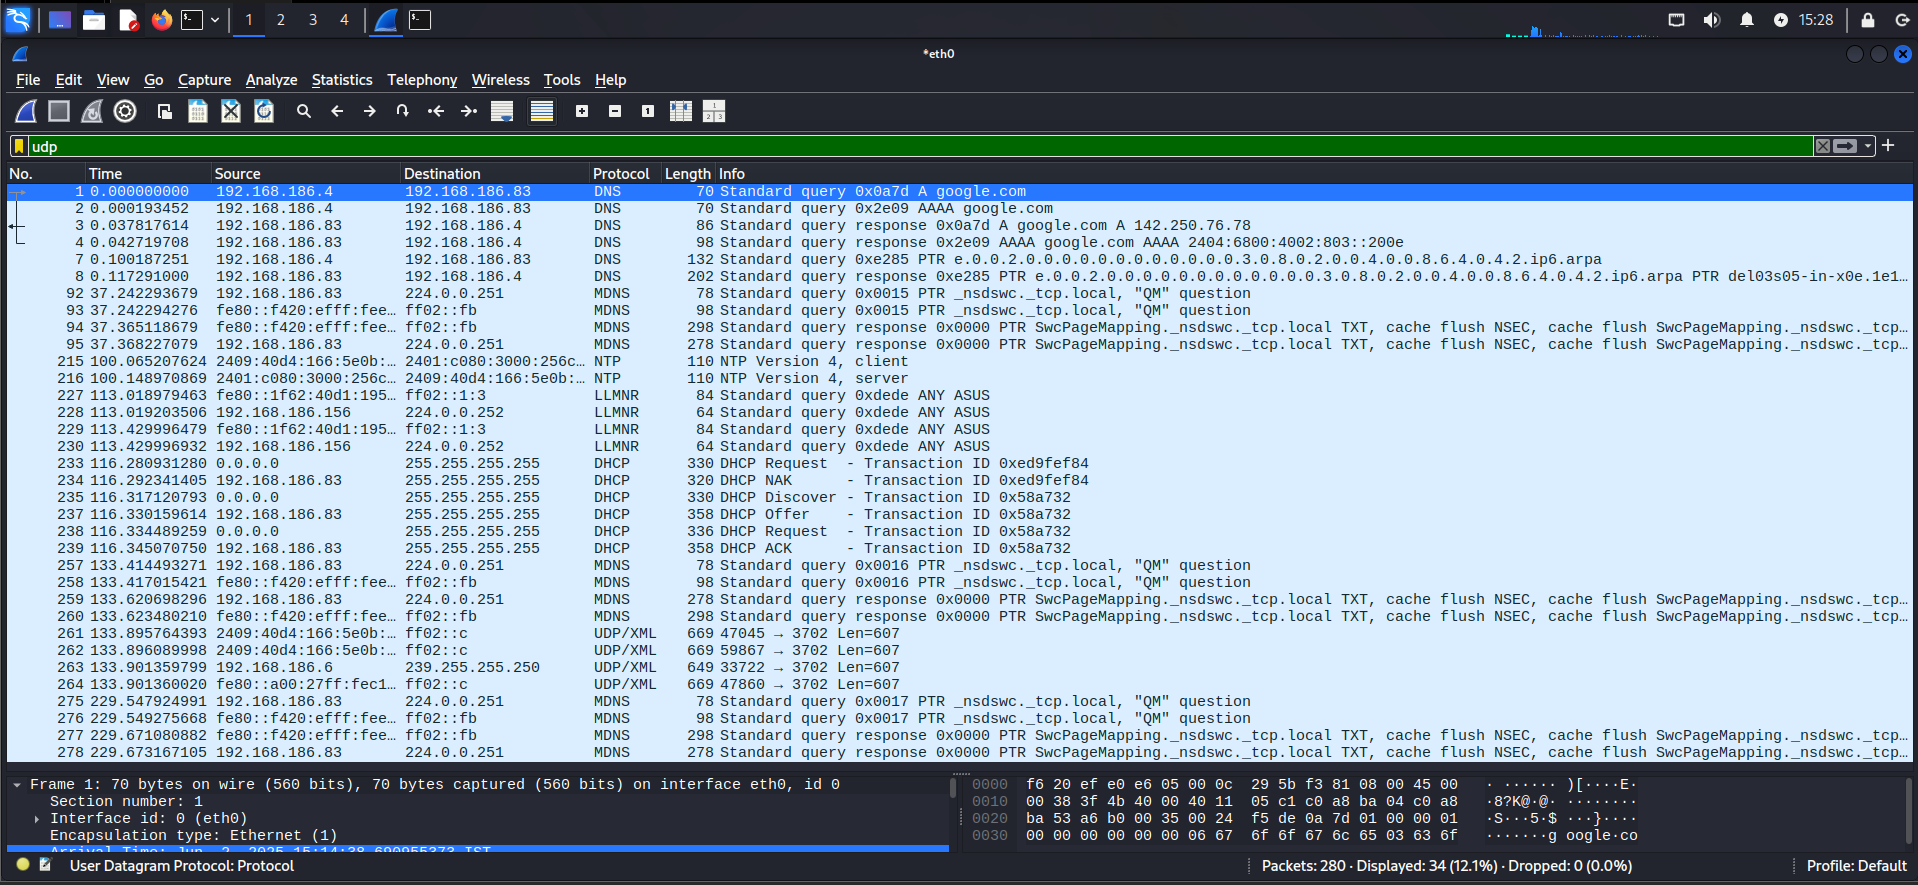 1 2 3 4 15:28
*eth0
File Edit View Go Capture Analyze Statistics Telephony Wireless Tools Help
udp
No. Time Source Destination Protocol Length Info
1 0.000000000 192.168.186.4 192.168.186.83 DNS 70 Standard query 0x0a7d A google.com
2 0.000193452 192.168.186.4 192.168.186.83 DNS 70 Standard query 0x2e09 AAAA google.com
3 0.037817614 192.168.186.83 192.168.186.4 DNS 86 Standard query response 0x0a7d A google.com A 142.250.76.78
4 0.042719708 192.168.186.83 192.168.186.4 DNS 98 Standard query response 0x2e09 AAAA google.com AAAA 2404:6800:4002:803::200e
7 0.100187251 192.168.186.4 192.168.186.83 DNS 132 Standard query 0xe285 PTR e.0.0.2.0.0.0.0.0.0.0.0.0.0.0.0.3.0.8.0.2.0.0.4.0.0.8.6.4.0.4.2.ip6.arpa
8 0.117291000 192.168.186.83 192.168.186.4 DNS 202 Standard query response 0xe285 PTR e.0.0.2.0.0.0.0.0.0.0.0.0.0.0.0.3.0.8.0.2.0.0.4.0.0.8.6.4.0.4.2.ip6.arpa PTR del03s05-in-x0e.1e1…
92 37.242293679 192.168.186.83 224.0.0.251 MDNS 78 Standard query 0x0015 PTR _nsdswc._tcp.local, "QM" question
93 37.242294276 fe80::f420:efff:fee… ff02::fb MDNS 98 Standard query 0x0015 PTR _nsdswc._tcp.local, "QM" question
94 37.365118679 fe80::f420:efff:fee… ff02::fb MDNS 298 Standard query response 0x0000 PTR SwcPageMapping._nsdswc._tcp.local TXT, cache flush NSEC, cache flush SwcPageMapping._nsdswc._tcp…
95 37.368227079 192.168.186.83 224.0.0.251 MDNS 278 Standard query response 0x0000 PTR SwcPageMapping._nsdswc._tcp.local TXT, cache flush NSEC, cache flush SwcPageMapping._nsdswc._tcp…
215 100.065207624 2409:40d4:166:5e0b:… 2401:c080:3000:256c… NTP 110 NTP Version 4, client
216 100.148970869 2401:c080:3000:256c… 2409:40d4:166:5e0b:… NTP 110 NTP Version 4, server
227 113.018979463 fe80::1f62:40d1:195… ff02::1:3 LLMNR 84 Standard query 0xdede ANY ASUS
228 113.019203506 192.168.186.156 224.0.0.252 LLMNR 64 Standard query 0xdede ANY ASUS
229 113.429996479 fe80::1f62:40d1:195… ff02::1:3 LLMNR 84 Standard query 0xdede ANY ASUS
230 113.429996932 192.168.186.156 224.0.0.252 LLMNR 64 Standard query 0xdede ANY ASUS
233 116.280931280 0.0.0.0 255.255.255.255 DHCP 330 DHCP Request - Transaction ID 0xed9fef84
234 116.292341405 192.168.186.83 255.255.255.255 DHCP 320 DHCP NAK - Transaction ID 0xed9fef84
235 116.317120793 0.0.0.0 255.255.255.255 DHCP 330 DHCP Discover - Transaction ID 0x58a732
237 116.330159614 192.168.186.83 255.255.255.255 DHCP 358 DHCP Offer - Transaction ID 0x58a732
238 116.334489259 0.0.0.0 255.255.255.255 DHCP 336 DHCP Request - Transaction ID 0x58a732
239 116.345070750 192.168.186.83 255.255.255.255 DHCP 358 DHCP ACK - Transaction ID 0x58a732
257 133.414493271 192.168.186.83 224.0.0.251 MDNS 78 Standard query 0x0016 PTR _nsdswc._tcp.local, "QM" question
258 133.417015421 fe80::f420:efff:fee… ff02::fb MDNS 98 Standard query 0x0016 PTR _nsdswc._tcp.local, "QM" question
259 133.620698296 192.168.186.83 224.0.0.251 MDNS 278 Standard query response 0x0000 PTR SwcPageMapping._nsdswc._tcp.local TXT, cache flush NSEC, cache flush SwcPageMapping._nsdswc._tcp…
260 133.623480210 fe80::f420:efff:fee… ff02::fb MDNS 298 Standard query response 0x0000 PTR SwcPageMapping._nsdswc._tcp.local TXT, cache flush NSEC, cache flush SwcPageMapping._nsdswc._tcp…
261 133.895764393 2409:40d4:166:5e0b:… ff02::c UDP/XML 669 47045 → 3702 Len=607
262 133.896089998 2409:40d4:166:5e0b:… ff02::c UDP/XML 669 59867 → 3702 Len=607
263 133.901359799 192.168.186.6 239.255.255.250 UDP/XML 649 33722 → 3702 Len=607
264 133.901360020 fe80::a00:27ff:fec1… ff02::c UDP/XML 669 47860 → 3702 Len=607
275 229.547924991 192.168.186.83 224.0.0.251 MDNS 78 Standard query 0x0017 PTR _nsdswc._tcp.local, "QM" question
276 229.549275668 fe80::f420:efff:fee… ff02::fb MDNS 98 Standard query 0x0017 PTR _nsdswc._tcp.local, "QM" question
277 229.671080882 fe80::f420:efff:fee… ff02::fb MDNS 298 Standard query response 0x0000 PTR SwcPageMapping._nsdswc._tcp.local TXT, cache flush NSEC, cache flush SwcPageMapping._nsdswc._tcp…
278 229.673167105 192.168.186.83 224.0.0.251 MDNS 278 Standard query response 0x0000 PTR SwcPageMapping._nsdswc._tcp.local TXT, cache flush NSEC, cache flush SwcPageMapping._nsdswc._tcp…
Frame 1: 70 bytes on wire (560 bits), 70 bytes captured (560 bits) on interface eth0, id 0
Section number: 1
Interface id: 0 (eth0)
Encapsulation type: Ethernet (1)
Arrival Time: Jun 2, 2025 15:14:38.690955373 IST
0000 f6 20 ef e0 e6 05 00 0c 29 5b f3 81 08 00 45 00 · ······ )[····E·
0010 00 38 3f 4b 40 00 40 11 05 c1 c0 a8 ba 04 c0 a8 ·8?K@·@· ········
0020 ba 53 a6 b0 00 35 00 24 f5 de 0a 7d 01 00 00 01 ·S···5·$ ···}····
0030 00 00 00 00 00 00 06 67 6f 6f 67 6c 65 03 63 6f ·······g oogle·co
User Datagram Protocol: Protocol
Packets: 280 · Displayed: 34 (12.1%) · Dropped: 0 (0.0%)
Profile: Default